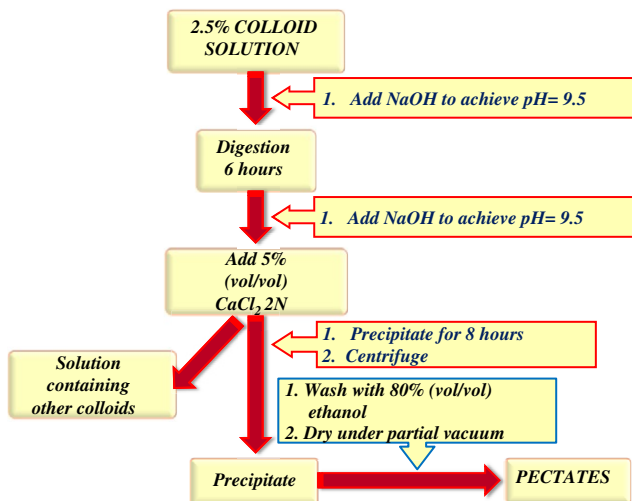 2.5% COLLOID
SOLUTION
1. Add NaOH to achieve pH= 9.5
Digestion
6 hours
1. Add NaOH to achieve pH= 9.5
Add 5%
(vol/vol)
CaCl₂ 2N
1. Precipitate for 8 hours
2. Centrifuge
Solution
containing
other colloids
1. Wash with 80% (vol/vol)
ethanol
2. Dry under partial vacuum
Precipitate
PECTATES